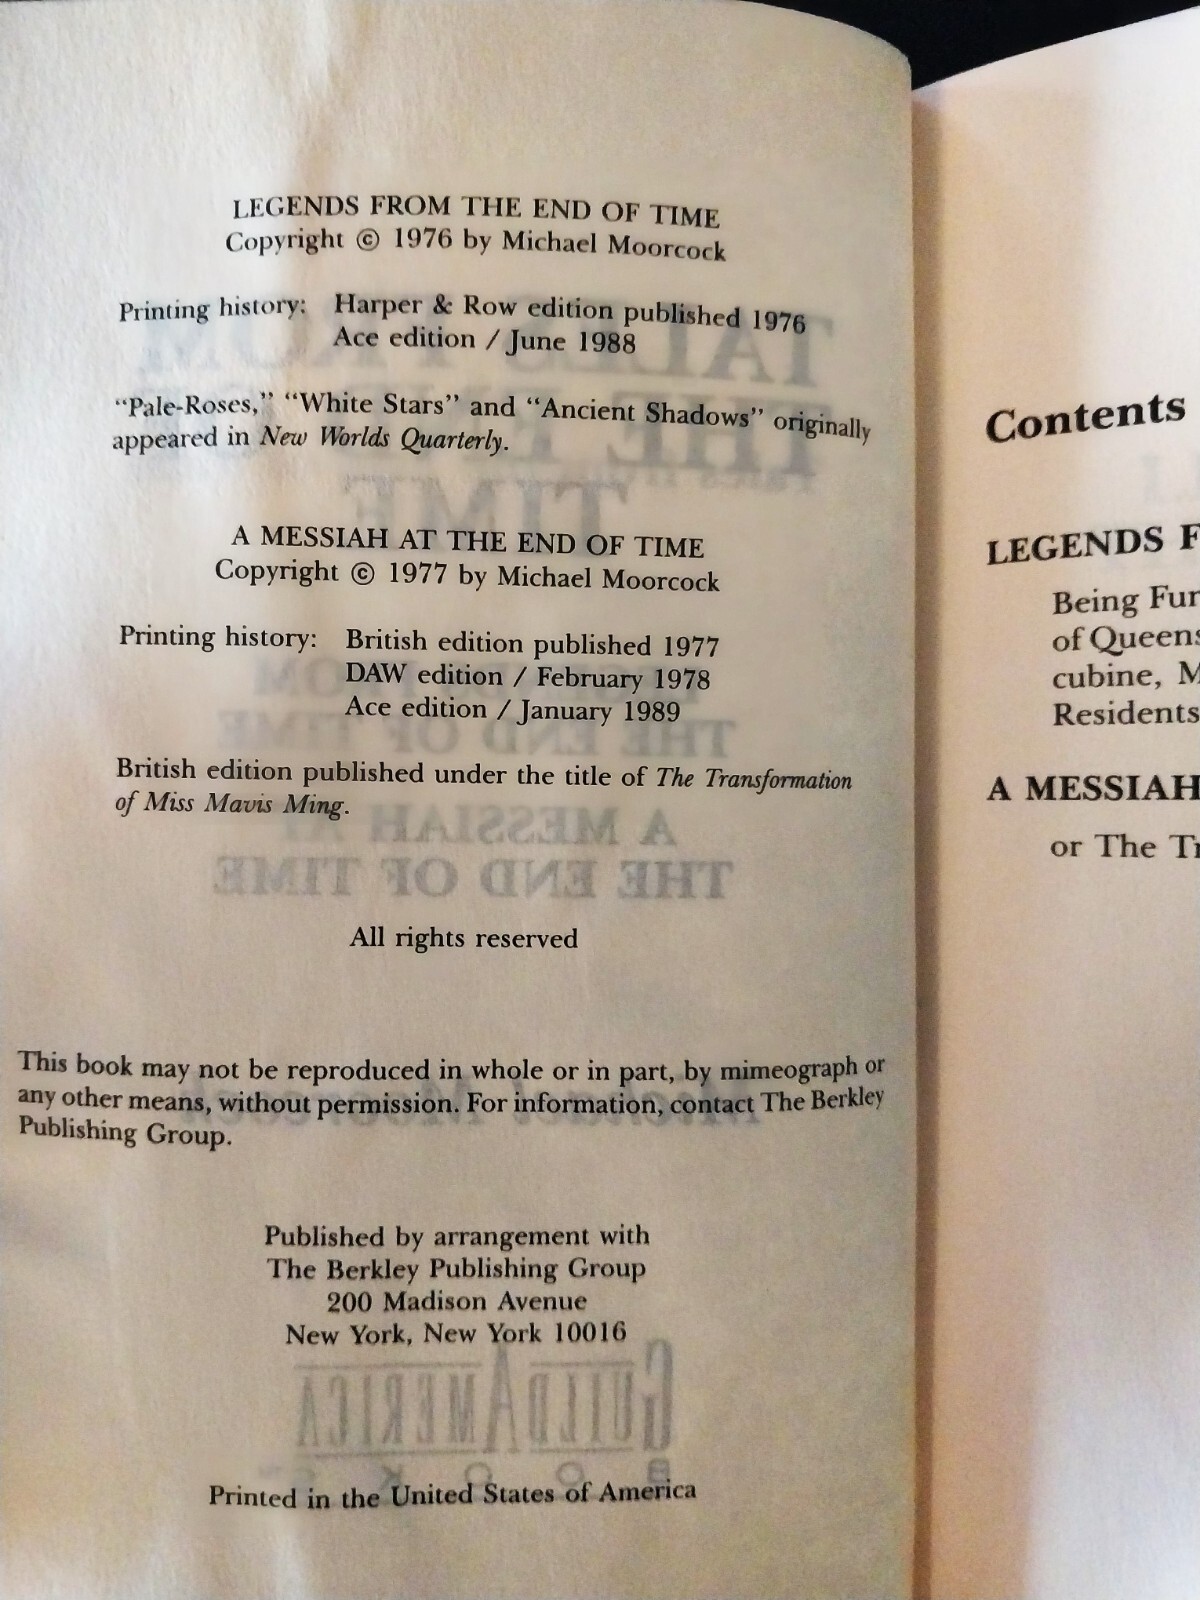 LEGENDS FROM THE END OF TIME
Copyright © 1976 by Michael Moorcock
Printing history: Harper & Row edition published 1976
Ace edition / June 1988
“Pale-Roses,” “White Stars” and “Ancient Shadows” originally
appeared in New Worlds Quarterly.
A MESSIAH AT THE END OF TIME
Copyright © 1977 by Michael Moorcock
Printing history: British edition published 1977
DAW edition / February 1978
Ace edition / January 1989
British edition published under the title of The Transformation
of Miss Mavis Ming.
All rights reserved
This book may not be reproduced in whole or in part, by mimeograph or
any other means, without permission. For information, contact The Berkley
Publishing Group.
Published by arrangement with
The Berkley Publishing Group
200 Madison Avenue
New York, New York 10016
GUILDAMERICA
BOOKS
Printed in the United States of America
Contents
LEGENDS F
Being Fur
of Queens
cubine, M
Residents
A MESSIAH
or The Tr